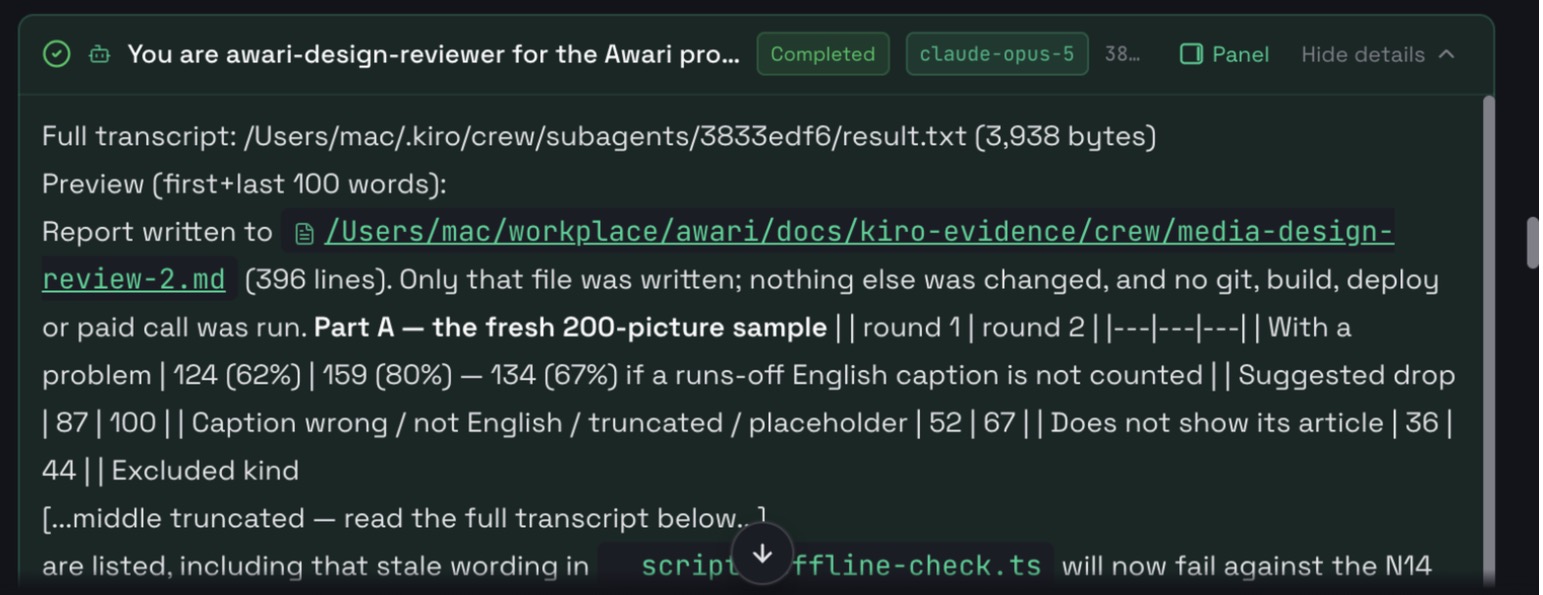 You are awari-design-reviewer for the Awari pro... Completed claude-opus-5 38... Panel Hide details
Full transcript: /Users/mac/.kiro/crew/subagents/3833edf6/result.txt (3,938 bytes)
Preview (first+last 100 words):
Report written to /Users/mac/workplace/awari/docs/kiro-evidence/crew/media-design-
review-2.md (396 lines). Only that file was written; nothing else was changed, and no git, build, deploy
or paid call was run. Part A — the fresh 200-picture sample | | round 1 | round 2 | |---|---|---| | With a
problem | 124 (62%) | 159 (80%) — 134 (67%) if a runs-off English caption is not counted | | Suggested drop
| 87 | 100 | | Caption wrong / not English / truncated / placeholder | 52 | 67 | | Does not show its article | 36 |
44 | | Excluded kind
[...middle truncated — read the full transcript below...]
are listed, including that stale wording in will now fail against the N14